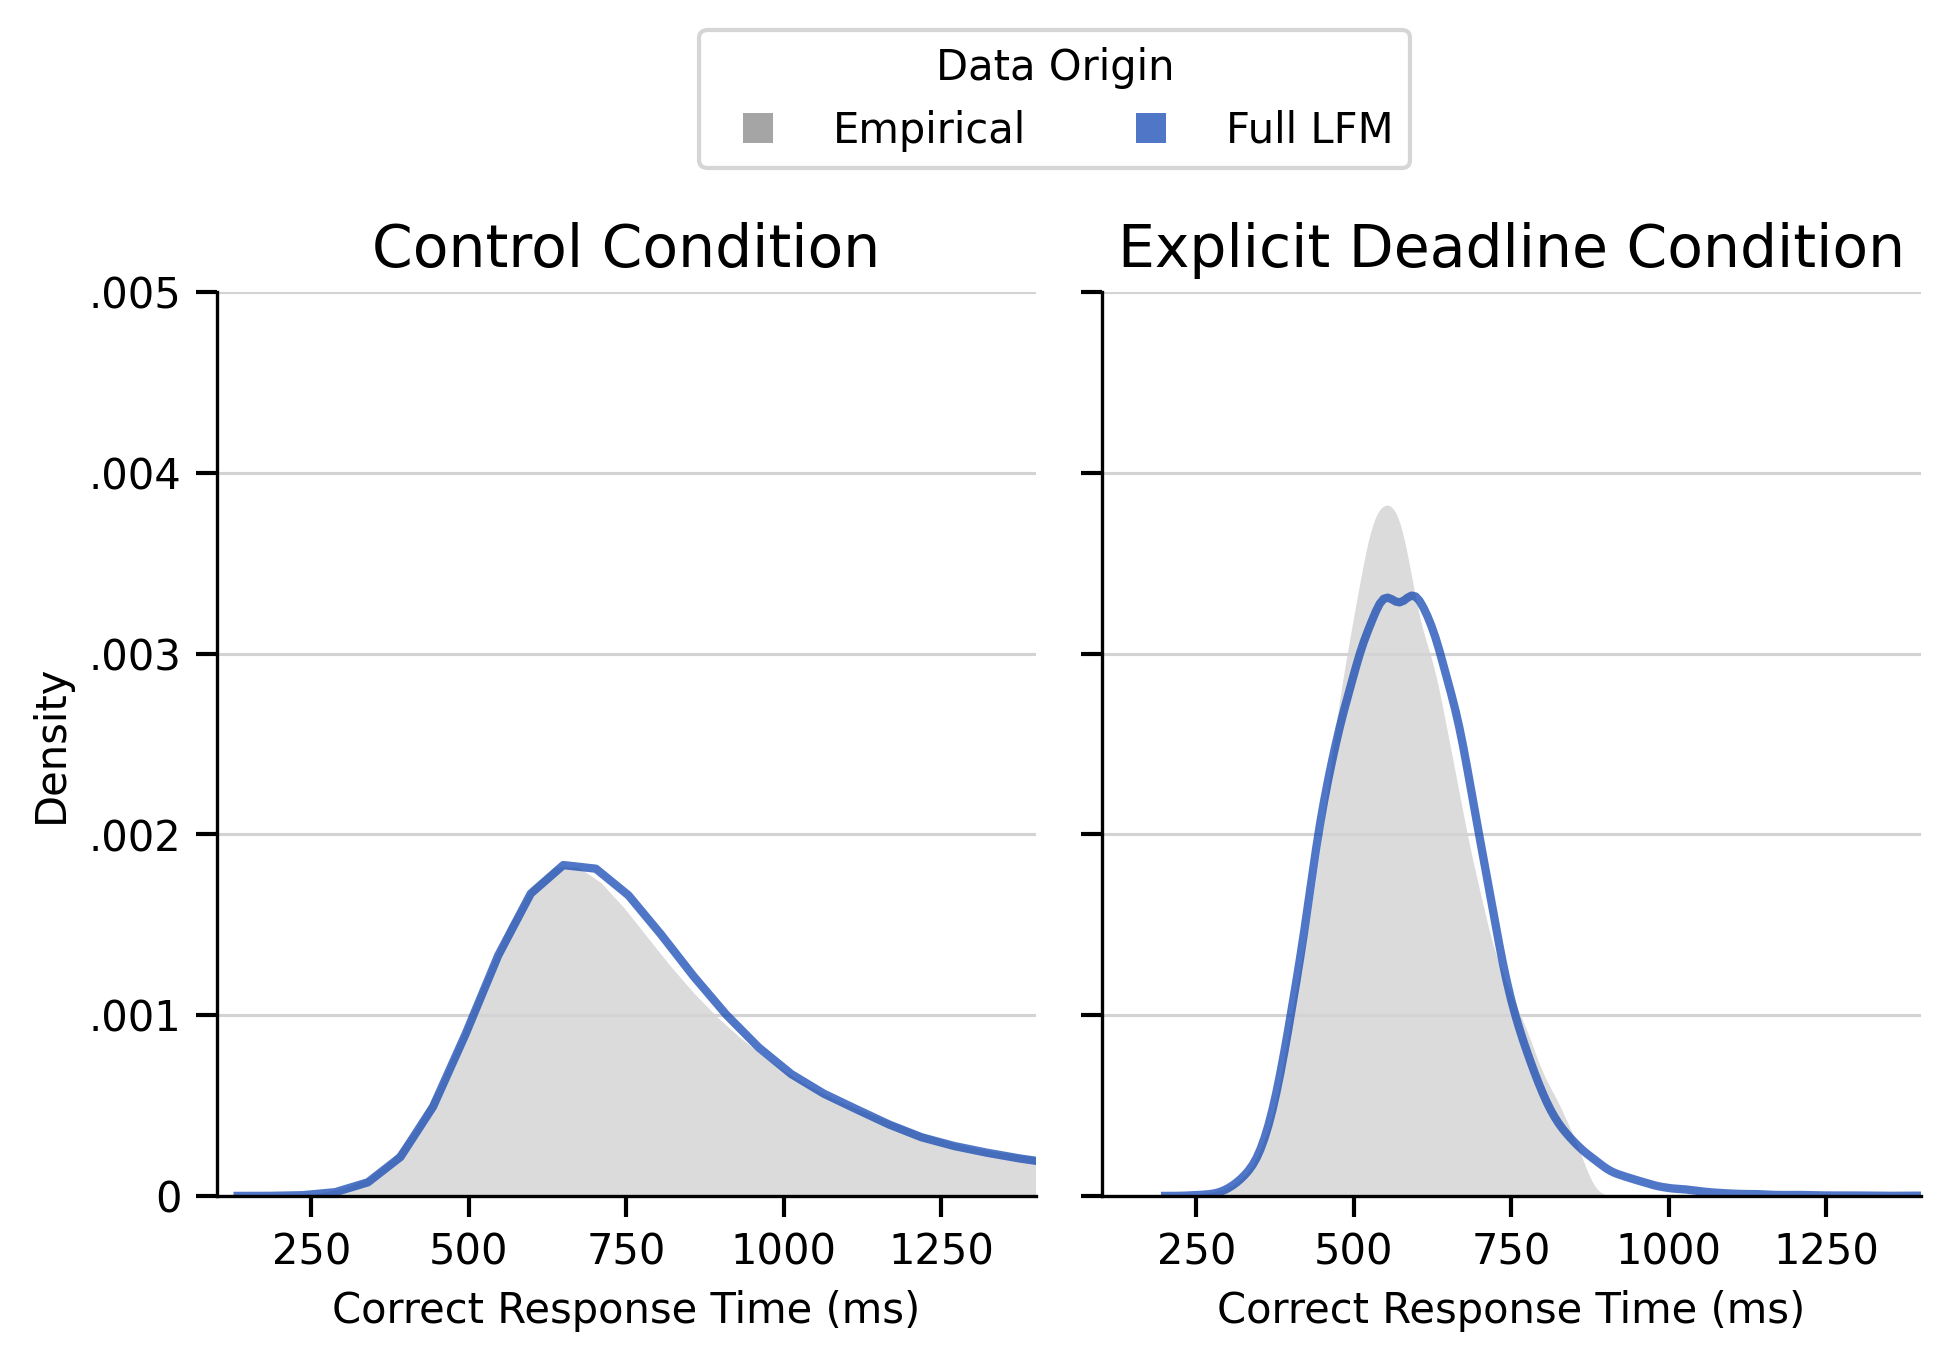 Data Origin
Empirical Full LFM
Control Condition
Explicit Deadline Condition
Density
.005
.004
.003
.002
.001
0
250 500 750 1000 1250
250 500 750 1000 1250
Correct Response Time (ms)
Correct Response Time (ms)